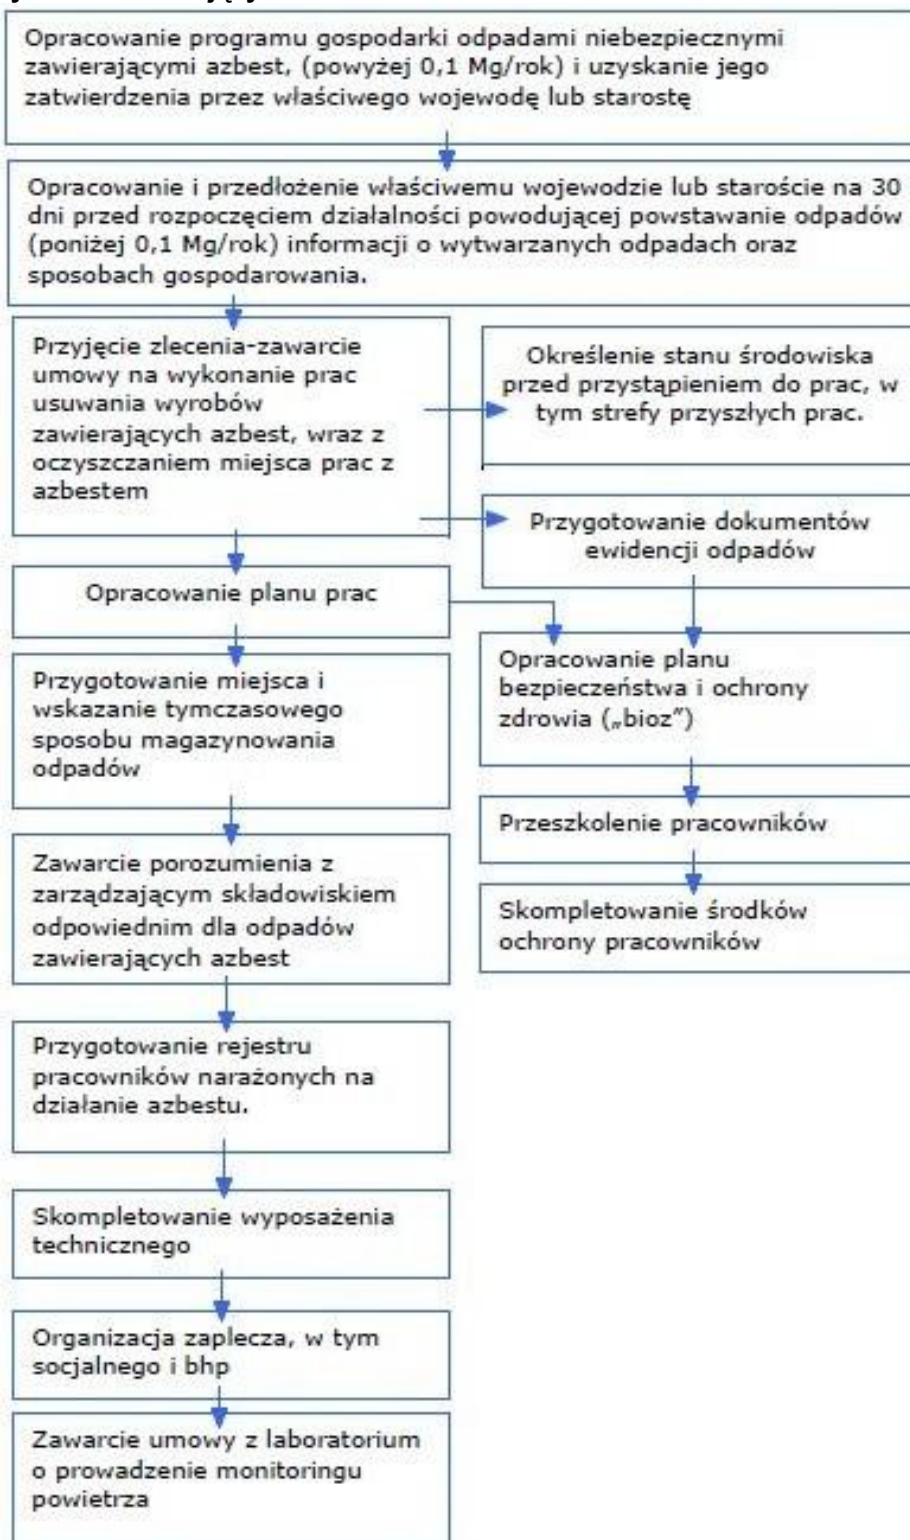 Opracowanie programu gospodarki odpadami niebezpiecznymi
zawierającymi azbest, (powyżej 0,1 Mg/rok) i uzyskanie jego
zatwierdzenia przez właściwego wojewodę lub starostę
Opracowanie i przedłożenie właściwemu wojewodzie lub staroście na 30
dni przed rozpoczęciem działalności powodującej powstawanie odpadów
(poniżej 0,1 Mg/rok) informacji o wytwarzanych odpadach oraz
sposobach gospodarowania.
Przyjęcie zlecenia-zawarcie
umowy na wykonanie prac
usuwania wyrobów
zawierających azbest, wraz z
oczyszczaniem miejsca prac z
azbestem
Określenie stanu środowiska
przed przystąpieniem do prac, w
tym strefy przyszłych prac.
Przygotowanie dokumentów
ewidencji odpadów
Opracowanie planu prac
Opracowanie planu
bezpieczeństwa i ochrony
zdrowia („bioz”)
Przygotowanie miejsca i
wskazanie tymczasowego
sposobu magazynowania
odpadów
Przeszkolenie pracowników
Zawarcie porozumienia z
zarządzającym składowiskiem
odpowiednim dla odpadów
zawierających azbest
Skompletowanie środków
ochrony pracowników
Przygotowanie rejestru
pracowników narażonych na
działanie azbestu.
Skompletowanie wyposażenia
technicznego
Organizacja zaplecza, w tym
socjalnego i bhp
Zawarcie umowy z laboratorium
o prowadzenie monitoringu
powietrza